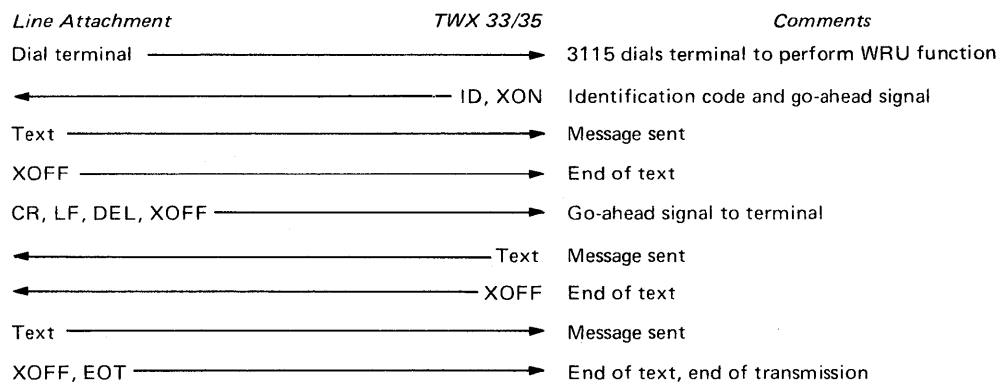 Line Attachment TWX 33/35 Comments
Dial terminal 3115 dials terminal to perform WRU function
ID, XON Identification code and go-ahead signal
Text Message sent
XOFF End of text
CR, LF, DEL, XOFF Go-ahead signal to terminal
Text Message sent
XOFF End of text
Text Message sent
XOFF, EOT End of text, end of transmission